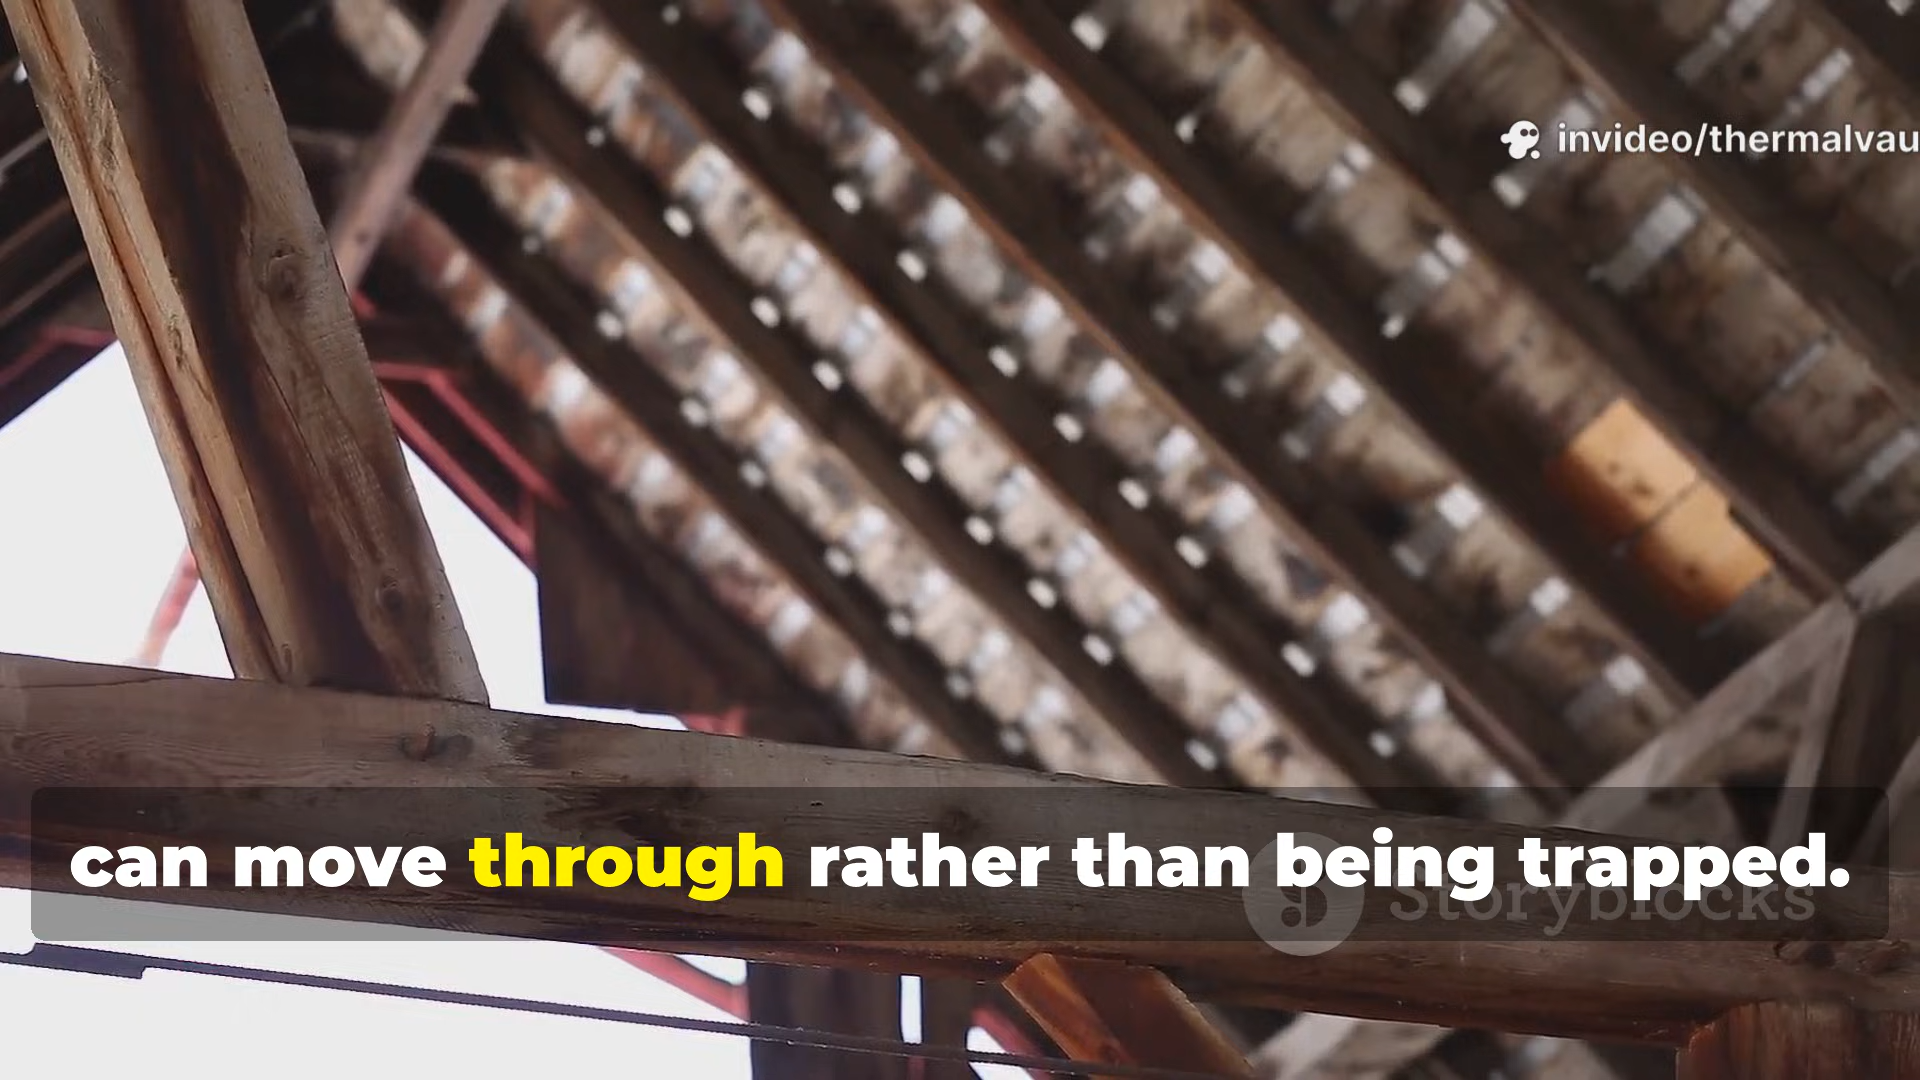 invideo/thermalvau
can move through rather than being trapped.
Storyblocks